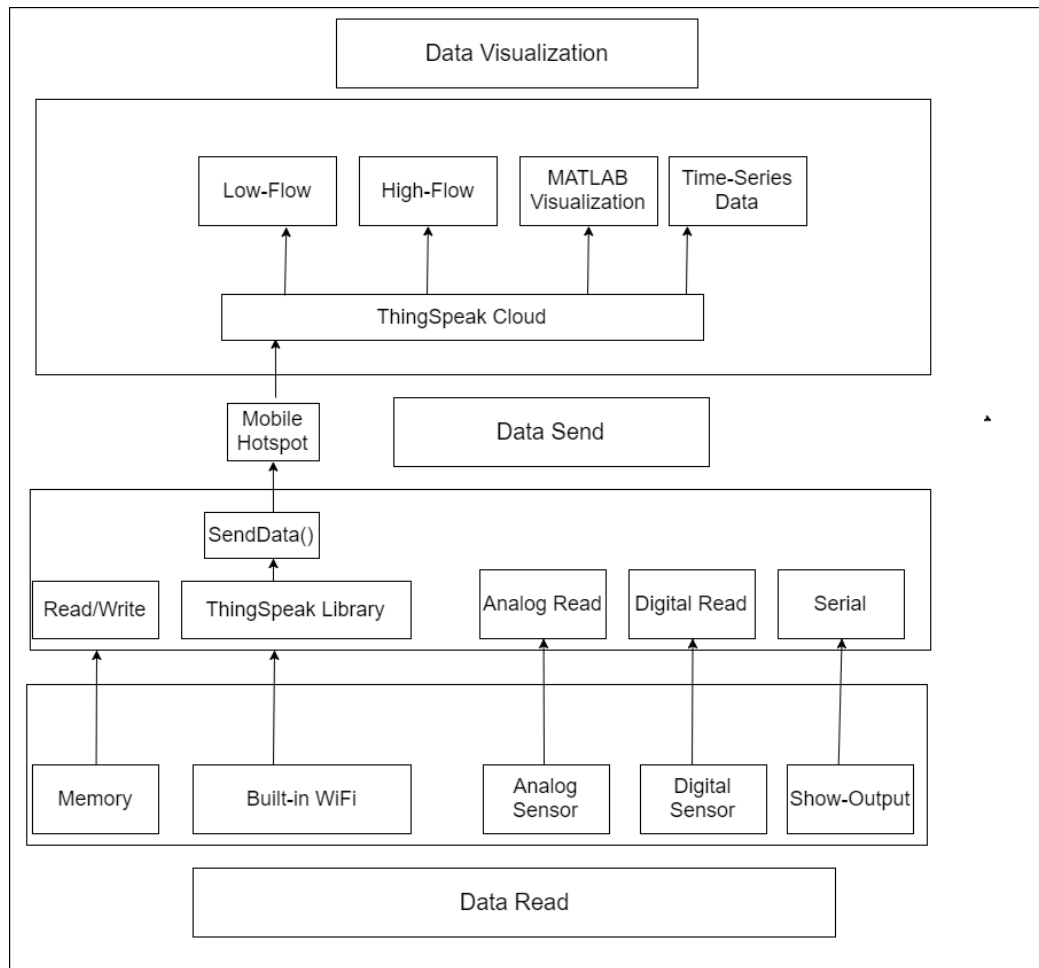 Data Visualization
Low-Flow
High-Flow
MATLAB
Visualization
Time-Series
Data
ThingSpeak Cloud
Mobile
Hotspot
Data Send
SendData()
Read/Write
ThingSpeak Library
Analog Read
Digital Read
Serial
Memory
Built-in WiFi
Analog
Sensor
Digital
Sensor
Show-Output
Data Read